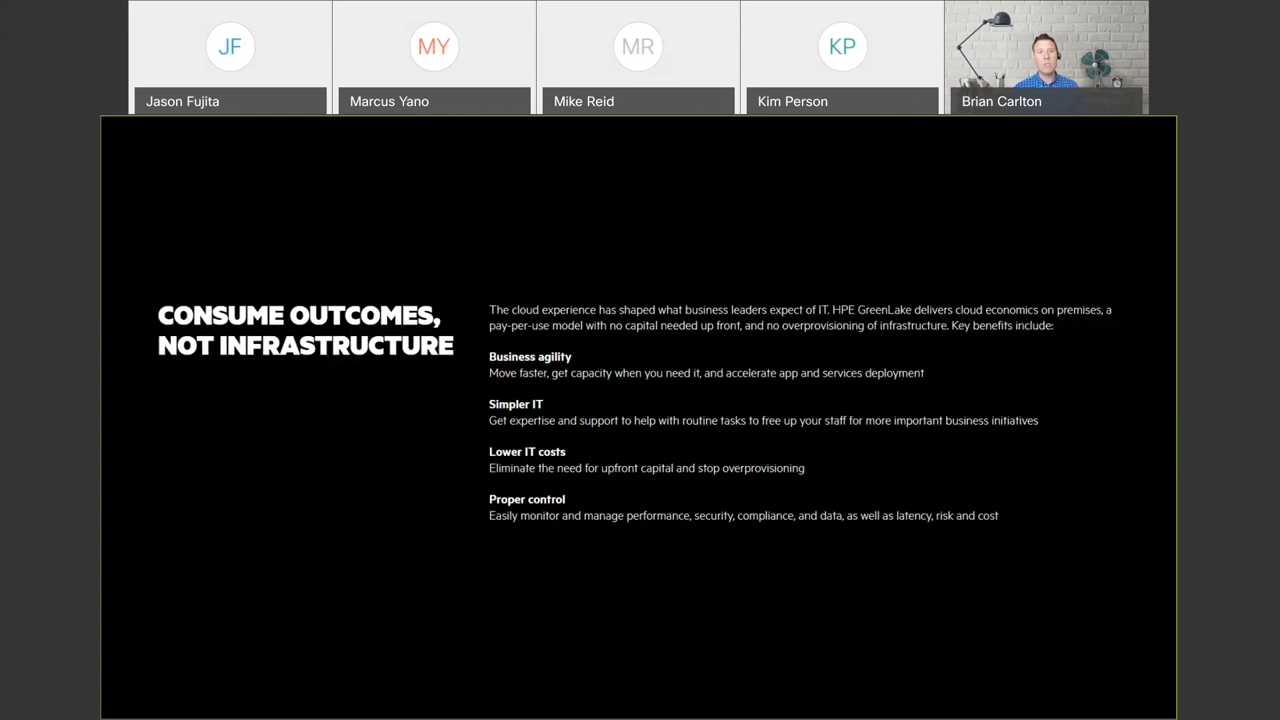 JF
MY
MR
KP
Jason Fujita
Marcus Yano
Mike Reid
Kim Person
Brian Carlton
CONSUME OUTCOMES,
NOT INFRASTRUCTURE
The cloud experience has shaped what business leaders expect of IT. HPE GreenLake delivers cloud economics on premises, a
pay-per-use model with no capital needed up front, and no overprovisioning of infrastructure. Key benefits include:
Business agility
Move faster, get capacity when you need it, and accelerate app and services deployment
Simpler IT
Get expertise and support to help with routine tasks to free up your staff for more important business initiatives
Lower IT costs
Eliminate the need for upfront capital and stop overprovisioning
Proper control
Easily monitor and manage performance, security, compliance, and data, as well as latency, risk and cost